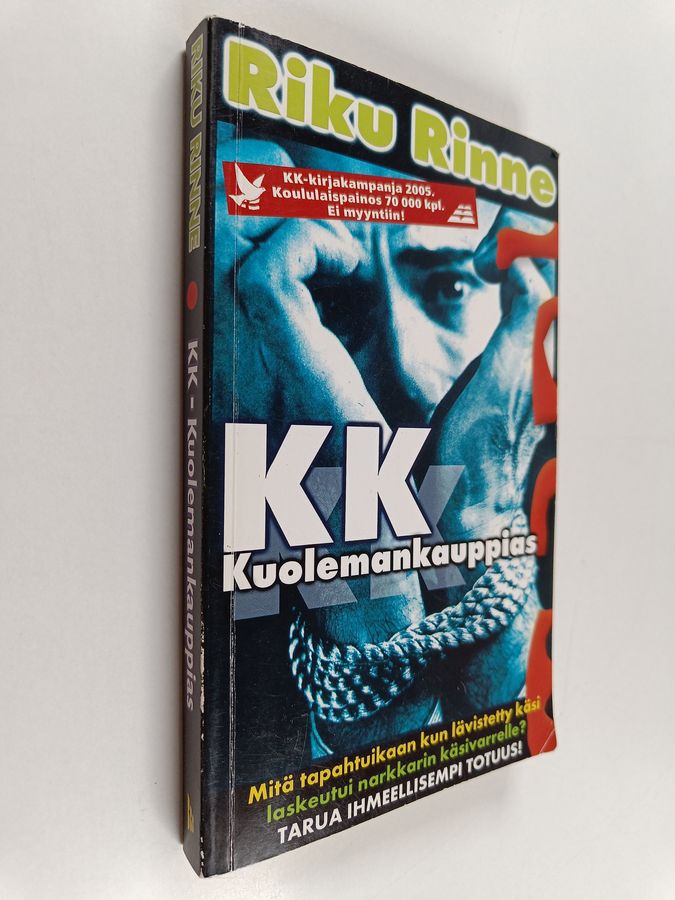 RIKU RINNE
KK - Kuolemankauppias
Riku Rinne
KK-kirjakampanja 2005.
Koululaispainos 70 000 kpl.
Ei myyntiin!
KK
Kuolemankauppias
Mitä tapahtuikaan kun lävistetty käsi
laskeutui narkkarin käsivarrelle?
TARUA IHMEELLISEMPI TOTUUS!